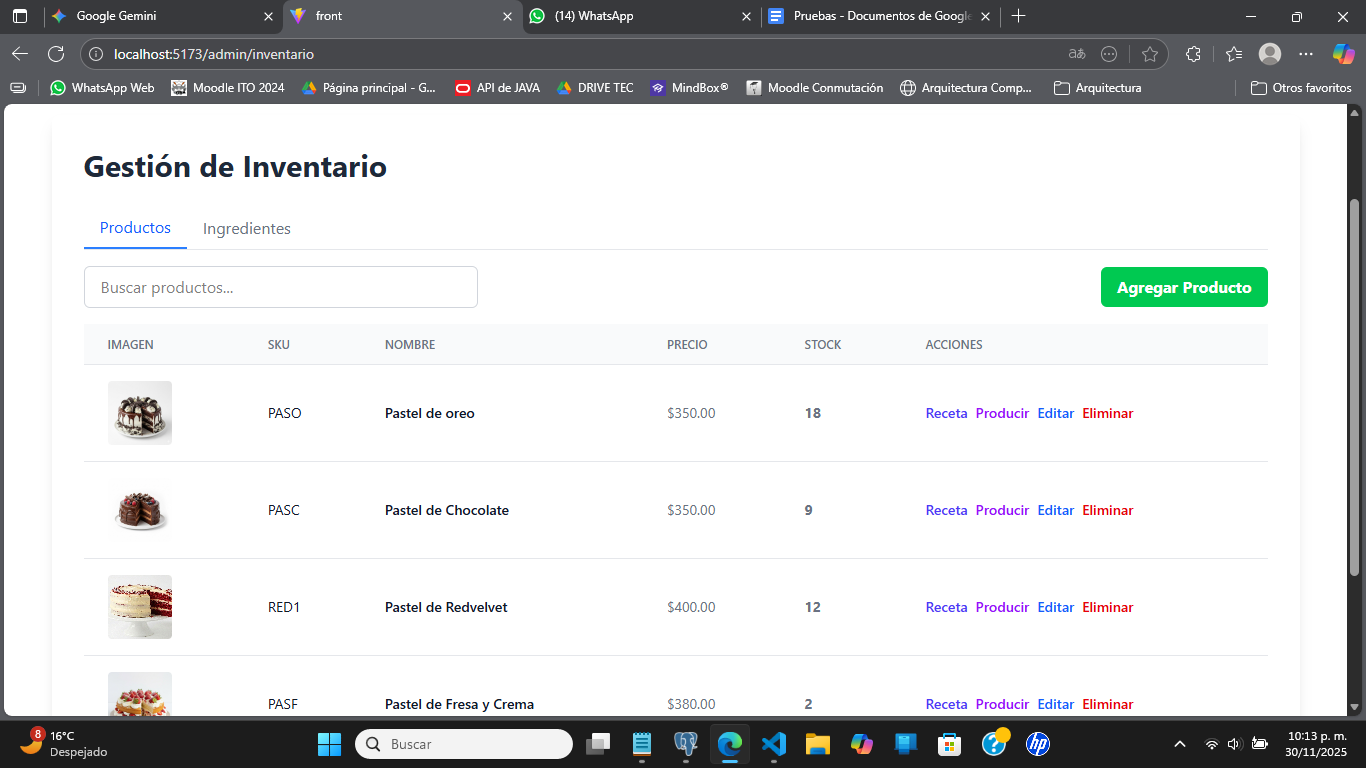 Google Gemini
front
(14) WhatsApp
Pruebas - Documentos de Google
localhost:5173/admin/inventario
WhatsApp Web
Moodle ITO 2024
Página principal - G...
API de JAVA
DRIVE TEC
MindBox®
Moodle Conmutación
Arquitectura Comp...
Arquitectura
Otros favoritos
Gestión de Inventario
Productos Ingredientes
Buscar productos...
Agregar Producto
IMAGEN SKU NOMBRE PRECIO STOCK ACCIONES
PASO Pastel de oreo $350.00 18 Receta Producir Editar Eliminar
PASC Pastel de Chocolate $350.00 9 Receta Producir Editar Eliminar
RED1 Pastel de Redvelvet $400.00 12 Receta Producir Editar Eliminar
PASF Pastel de Fresa y Crema $380.00 2 Receta Producir Editar Eliminar
8
16°C
Despejado
Buscar
10:13 p. m.
30/11/2025